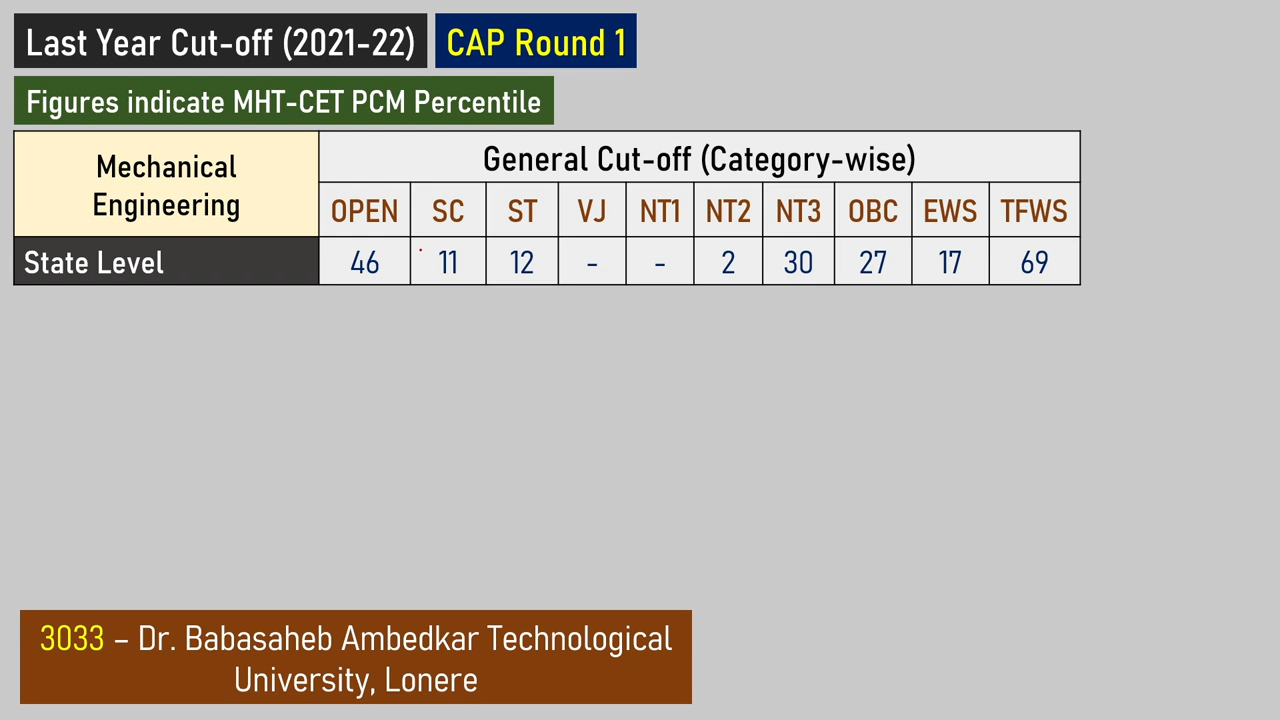 Last Year Cut-off (2021-22) CAP Round 1
Figures indicate MHT-CET PCM Percentile
Mechanical
Engineering
General Cut-off (Category-wise)
OPEN SC ST VJ NT1 NT2 NT3 OBC EWS TFWS
State Level 46 11 12 - - 2 30 27 17 69
3033 – Dr. Babasaheb Ambedkar Technological
University, Lonere